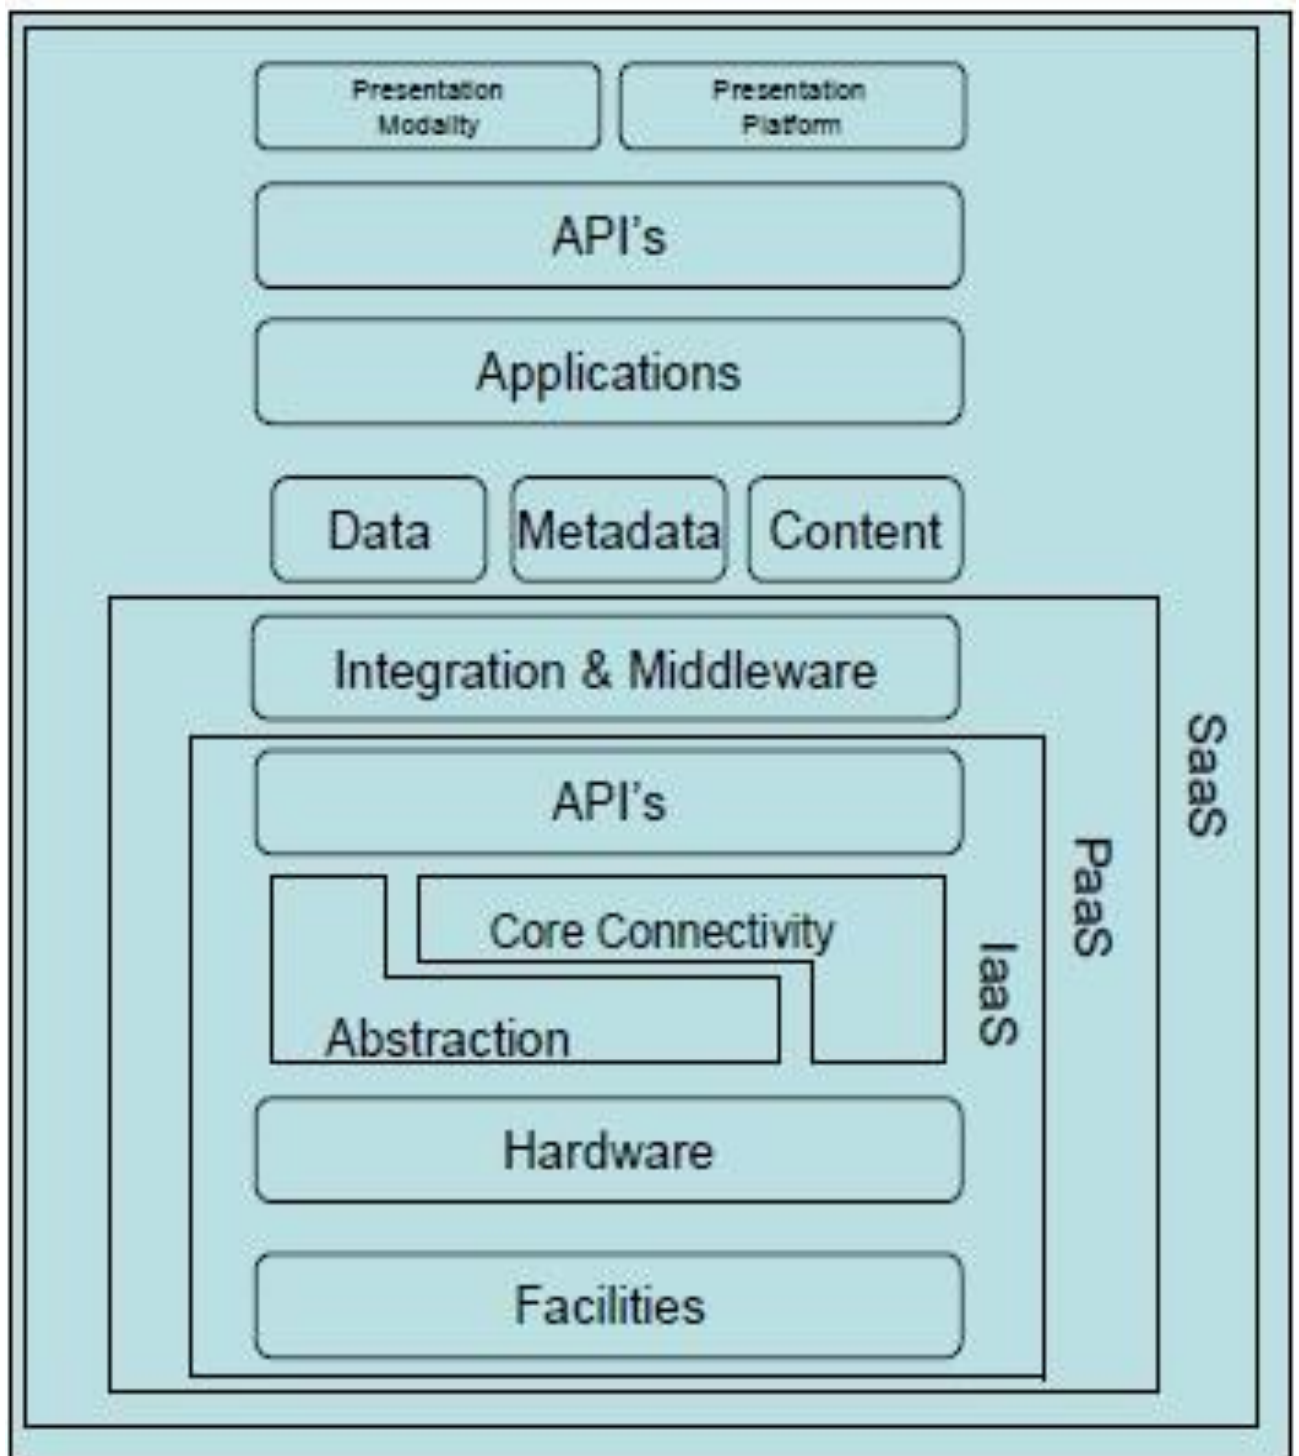 Presentation
Modality
Presentation
Platform
API's
Applications
Data
Metadata
Content
Integration & Middleware
API's
Core Connectivity
Abstraction
Hardware
Facilities
IaaS
PaaS
SaaS